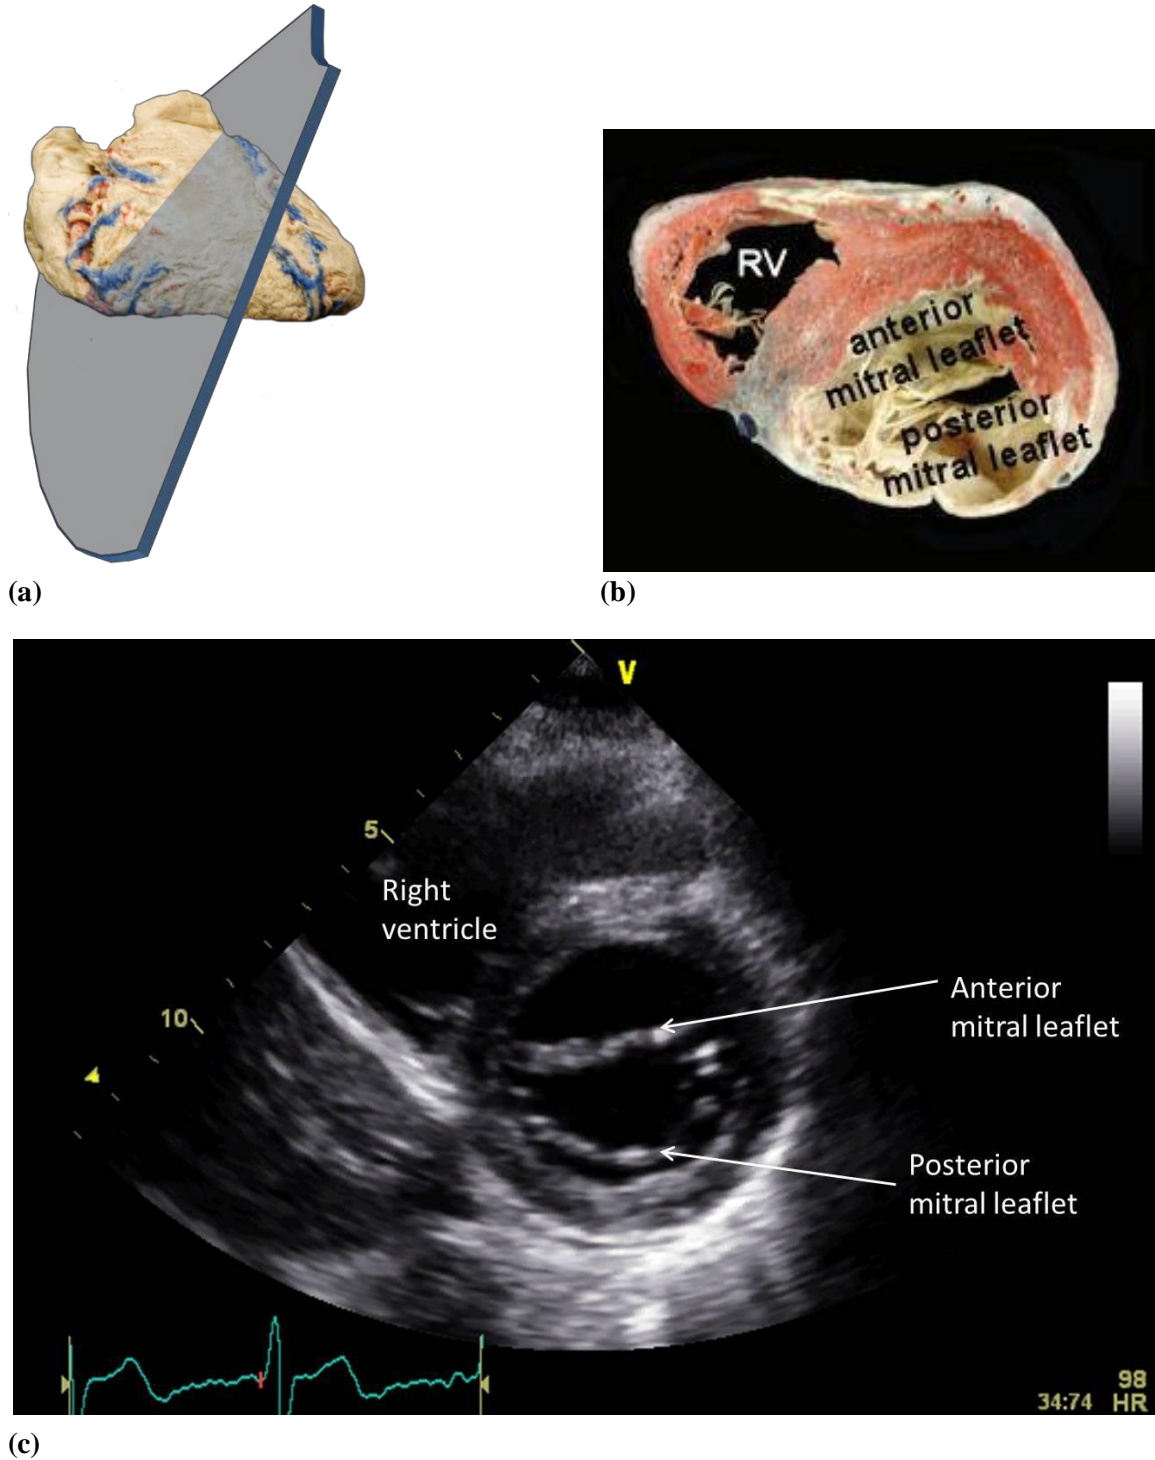 (a)
RV
anterior
mitral leaflet
posterior
mitral leaflet
(b)
V
5
Right
ventricle
10
Anterior
mitral leaflet
Posterior
mitral leaflet
98
34:74 HR
(c)